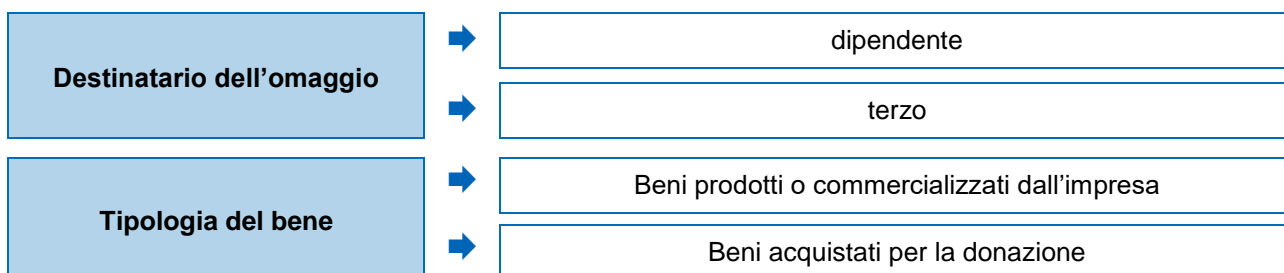 Destinatario dell’omaggio
dipendente
terzo
Tipologia del bene
Beni prodotti o commercializzati dall’impresa
Beni acquistati per la donazione